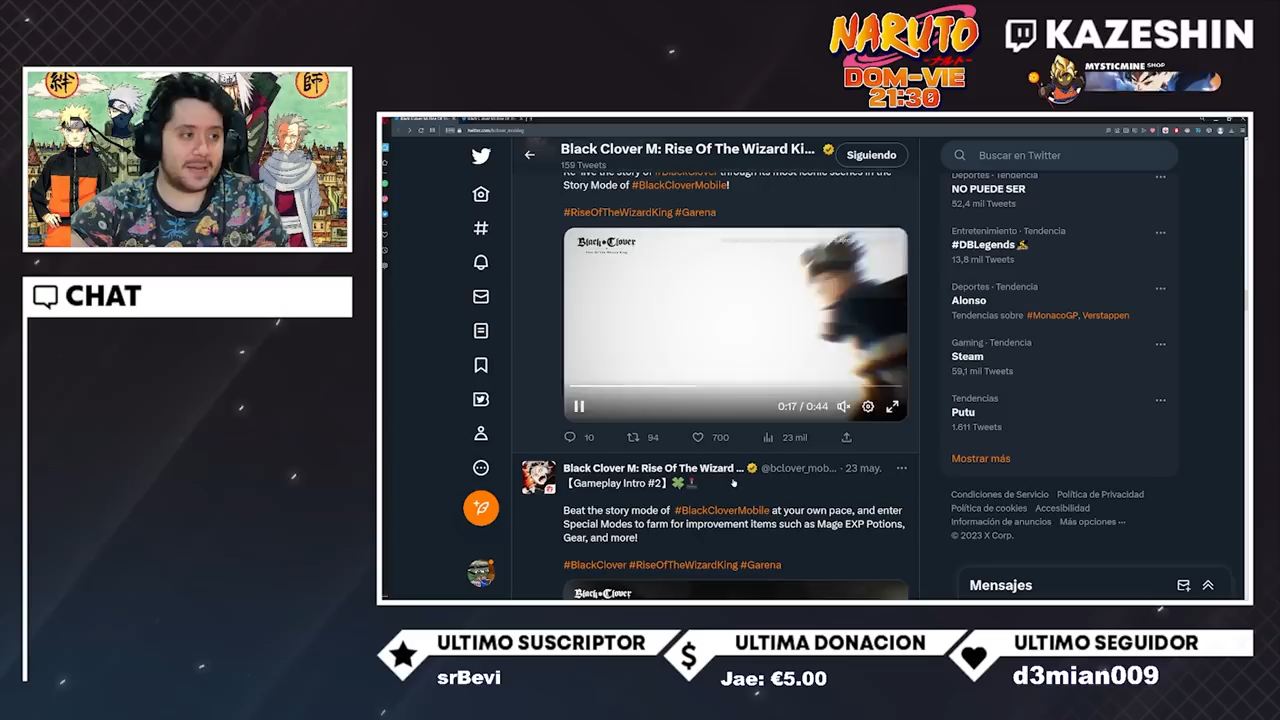 NARUTO
DOM-VIE
21:30
KAZESHIN
MYSTICMINE SHOP
CHAT
Black Clover M: Rise Of The Wizard Ki...
159 Tweets
Siguiendo
Buscar en Twitter
Re-live the story of #BlackClover through its most iconic scenes in the
Story Mode of #BlackCloverMobile!
#RiseOfTheWizardKing #Garena
Black Clover
0:17 / 0:44
10
94
700
23 mil
Black Clover M: Rise Of The Wizard ... @bclover_mob... · 23 may.
【Gameplay Intro #2】
Beat the story mode of #BlackCloverMobile at your own pace, and enter
Special Modes to farm for improvement items such as Mage EXP Potions,
Gear, and more!
#BlackClover #RiseOfTheWizardKing #Garena
Black Clover
Deportes · Tendencia
NO PUEDE SER
52,4 mil Tweets
Entretenimiento · Tendencia
#DBLegends
13,8 mil Tweets
Deportes · Tendencia
Alonso
Tendencias sobre #MonacoGP, Verstappen
Gaming · Tendencia
Steam
59,1 mil Tweets
Tendencias
Putu
1.611 Tweets
Mostrar más
Condiciones de Servicio Política de Privacidad
Política de cookies Accesibilidad
Información de anuncios Más opciones ···
© 2023 X Corp.
Mensajes
ULTIMO SUSCRIPTOR
srBevi
ULTIMA DONACION
Jae: €5.00
ULTIMO SEGUIDOR
d3mian009